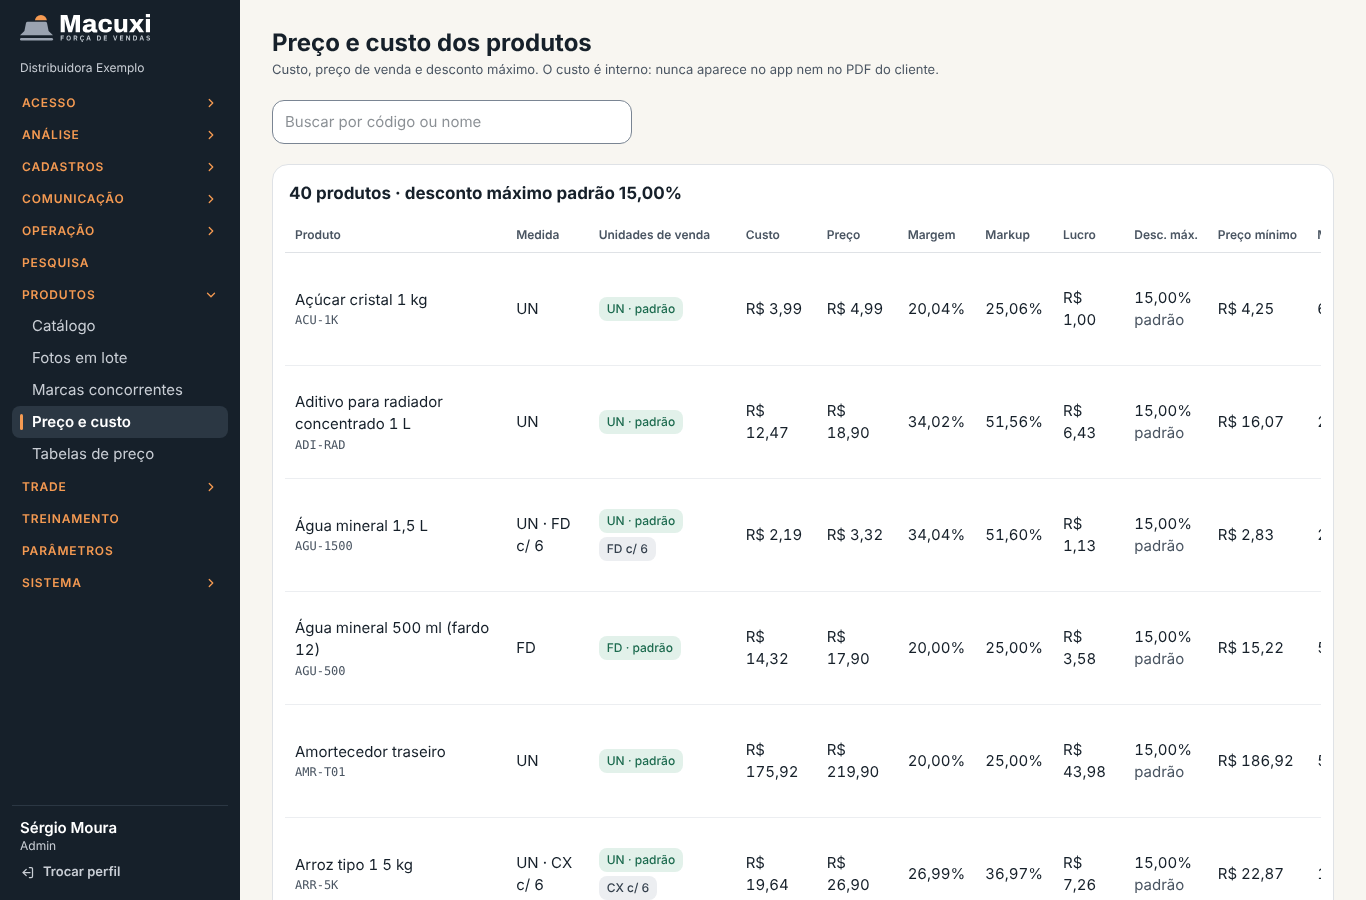 Macuxi
FORÇA DE VENDAS
Distribuidora Exemplo
ACESSO
ANÁLISE
CADASTROS
COMUNICAÇÃO
OPERAÇÃO
PESQUISA
PRODUTOS
Catálogo
Fotos em lote
Marcas concorrentes
Preço e custo
Tabelas de preço
TRADE
TREINAMENTO
PARÂMETROS
SISTEMA
Sérgio Moura
Admin
Trocar perfil
Preço e custo dos produtos
Custo, preço de venda e desconto máximo. O custo é interno: nunca aparece no app nem no PDF do cliente.
Buscar por código ou nome
40 produtos · desconto máximo padrão 15,00%
Produto Medida Unidades de venda Custo Preço Margem Markup Lucro Desc. máx. Preço mínimo
Açúcar cristal 1 kg
ACU-1K
UN
UN · padrão
R$ 3,99
R$ 4,99
20,04%
25,06%
R$
1,00
15,00%
padrão
R$ 4,25
Aditivo para radiador
concentrado 1 L
ADI-RAD
UN
UN · padrão
R$
12,47
R$
18,90
34,02%
51,56%
R$
6,43
15,00%
padrão
R$ 16,07
Água mineral 1,5 L
AGU-1500
UN · FD
c/ 6
UN · padrão
FD c/ 6
R$ 2,19
R$ 3,32
34,04%
51,60%
R$
1,13
15,00%
padrão
R$ 2,83
Água mineral 500 ml (fardo
12)
AGU-500
FD
FD · padrão
R$
14,32
R$
17,90
20,00%
25,00%
R$
3,58
15,00%
padrão
R$ 15,22
Amortecedor traseiro
AMR-T01
UN
UN · padrão
R$
175,92
R$
219,90
20,00%
25,00%
R$
43,98
15,00%
padrão
R$ 186,92
Arroz tipo 1 5 kg
ARR-5K
UN · CX
c/ 6
UN · padrão
CX c/ 6
R$
19,64
R$
26,90
26,99%
36,97%
R$
7,26
15,00%
padrão
R$ 22,87